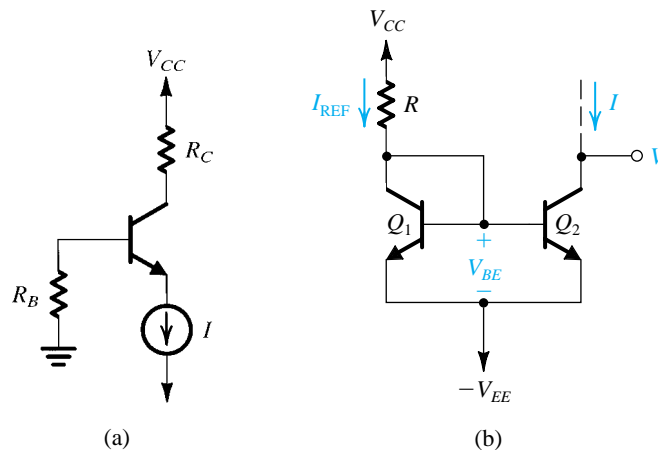 V_CC
R_C
R_B
I
(a)
V_CC
I_REF
R
I
V
Q_1
Q_2
+
V_BE
−
−V_EE
(b)